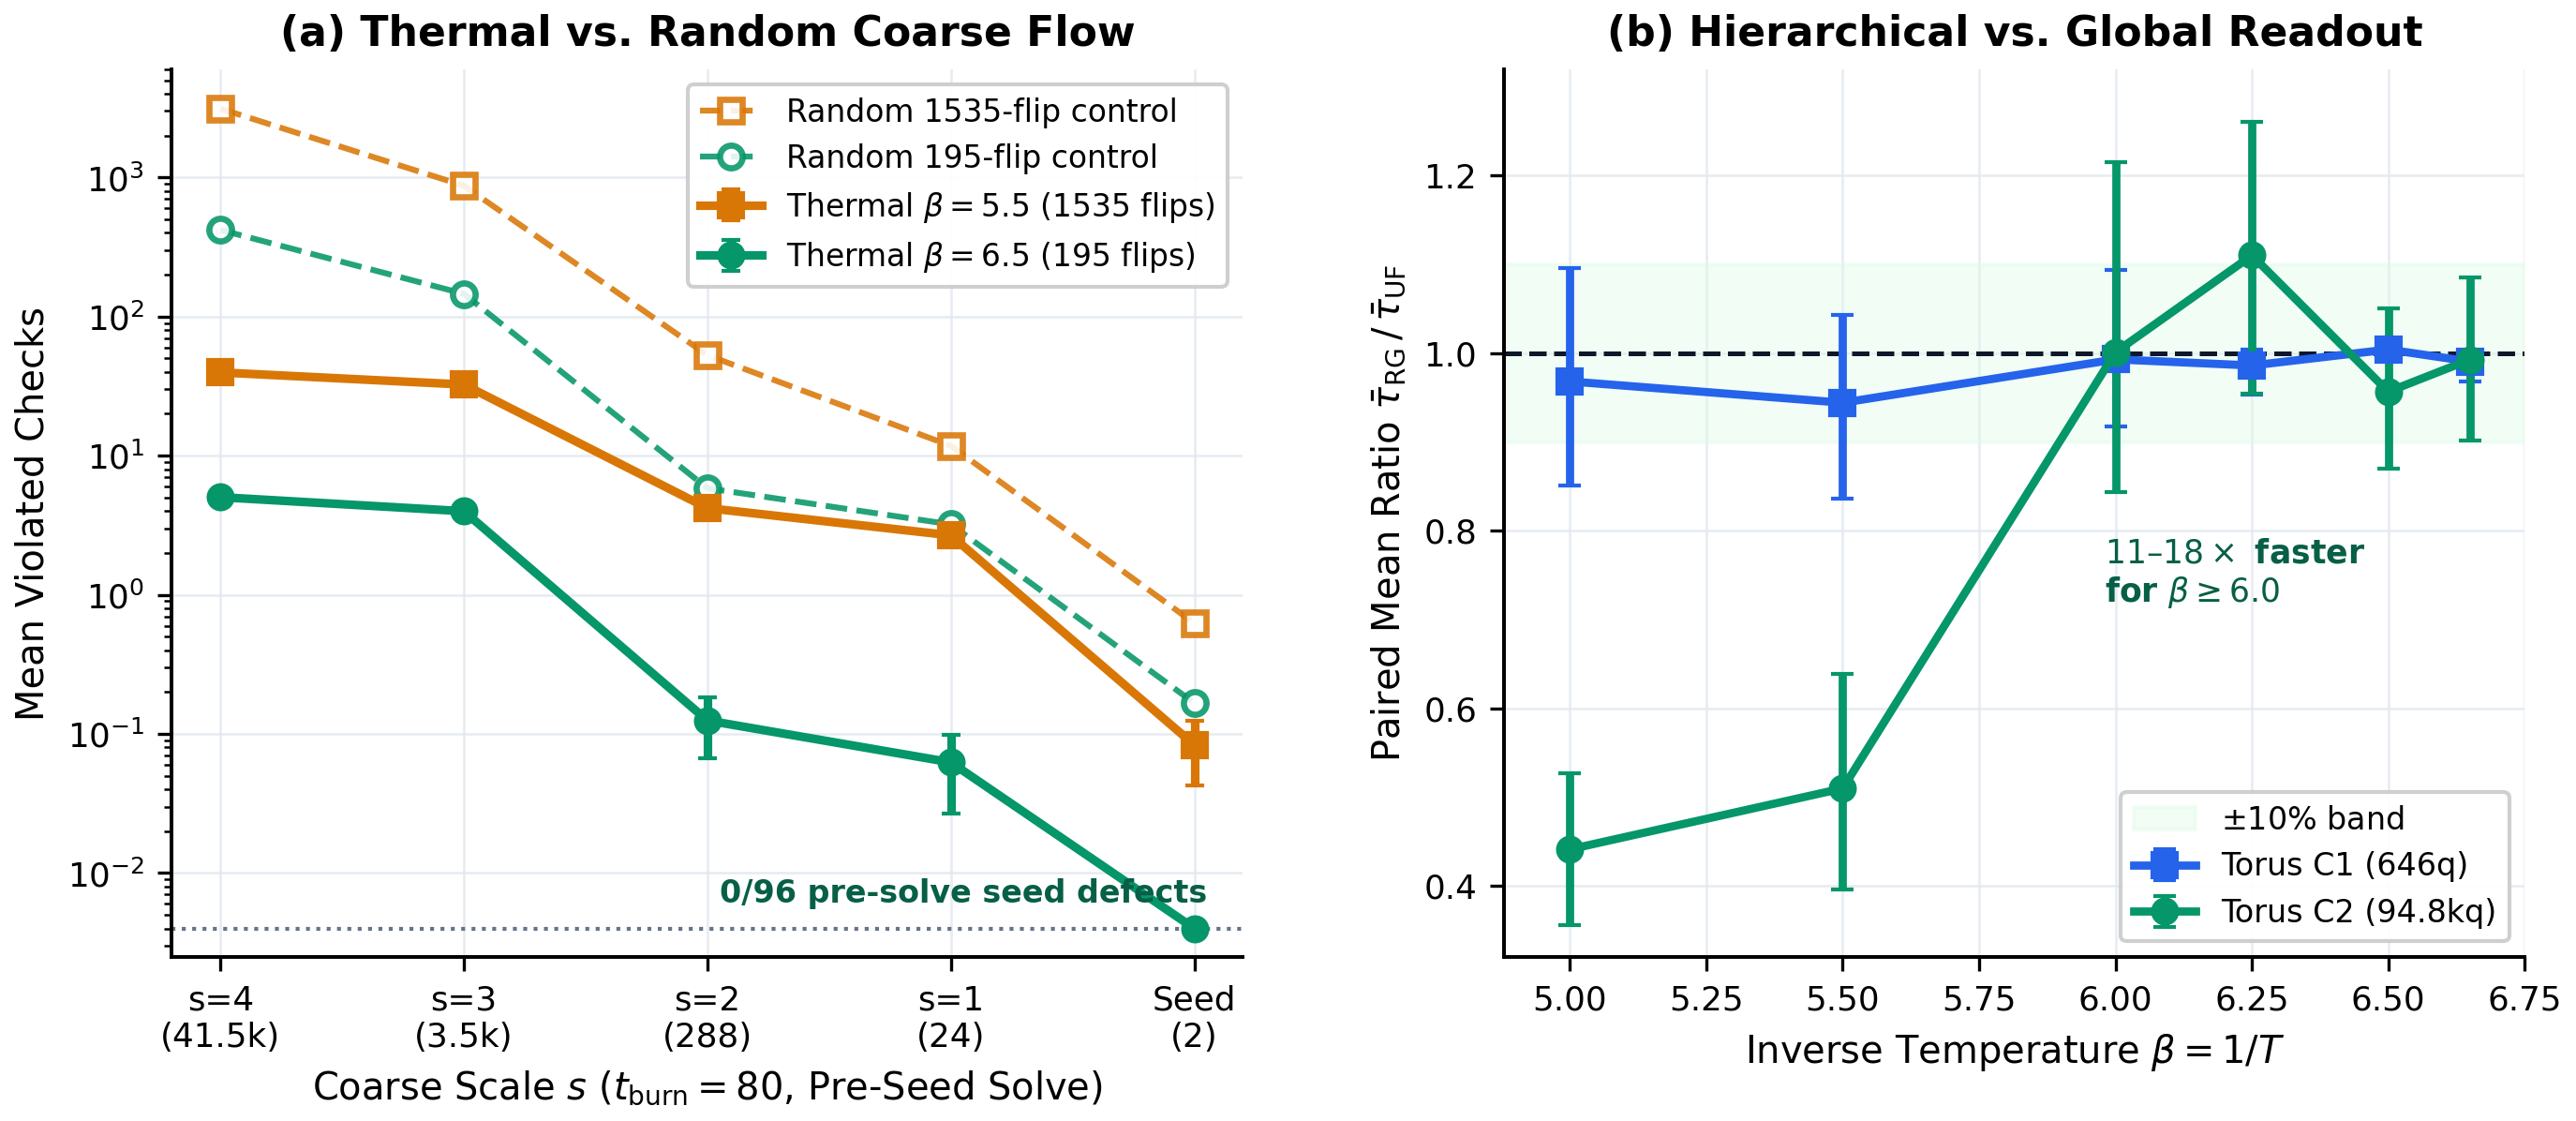 (a) Thermal vs. Random Coarse Flow
Mean Violated Checks
10³
10²
10¹
10⁰
10⁻¹
10⁻²
Random 1535-flip control
Random 195-flip control
Thermal β = 5.5 (1535 flips)
Thermal β = 6.5 (195 flips)
0/96 pre-solve seed defects
s=4 s=3 s=2 s=1 Seed
(41.5k) (3.5k) (288) (24) (2)
Coarse Scale s (t_burn = 80, Pre-Seed Solve)
(b) Hierarchical vs. Global Readout
Paired Mean Ratio τ̄_RG / τ̄_UF
1.2
1.0
0.8
0.6
0.4
11–18× faster
for β ≥ 6.0
±10% band
Torus C1 (646q)
Torus C2 (94.8kq)
5.00 5.25 5.50 5.75 6.00 6.25 6.50 6.75
Inverse Temperature β = 1/T